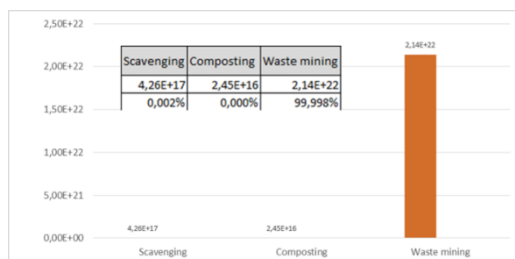 2,50E+22
2,00E+22
1,50E+22
1,00E+22
5,00E+21
0,00E+00
Scavenging Composting Waste mining
4,26E+17 2,45E+16 2,14E+22
0,002% 0,000% 99,998%
4,26E+17 2,45E+16 2,14E+22
Scavenging Composting Waste mining